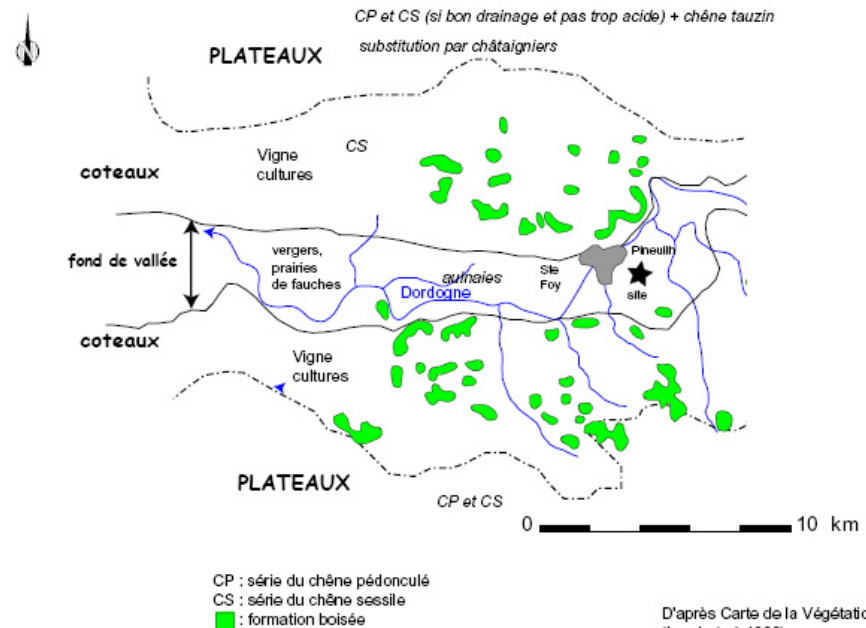 CP et CS (si bon drainage et pas trop acide) + chêne tauzin
substitution par châtaigniers
PLATEAUX
CS
Vigne
cultures
coteaux
fond de vallée
vergers,
prairies
de fauches
aulnaies
Dordogne
Ste
Foy
Pineuilh
site
coteaux
Vigne
cultures
PLATEAUX
CP et CS
0 10 km
CP : série du chêne pédonculé
CS : série du chêne sessile
: formation boisée
D'après Carte de la Végétatio